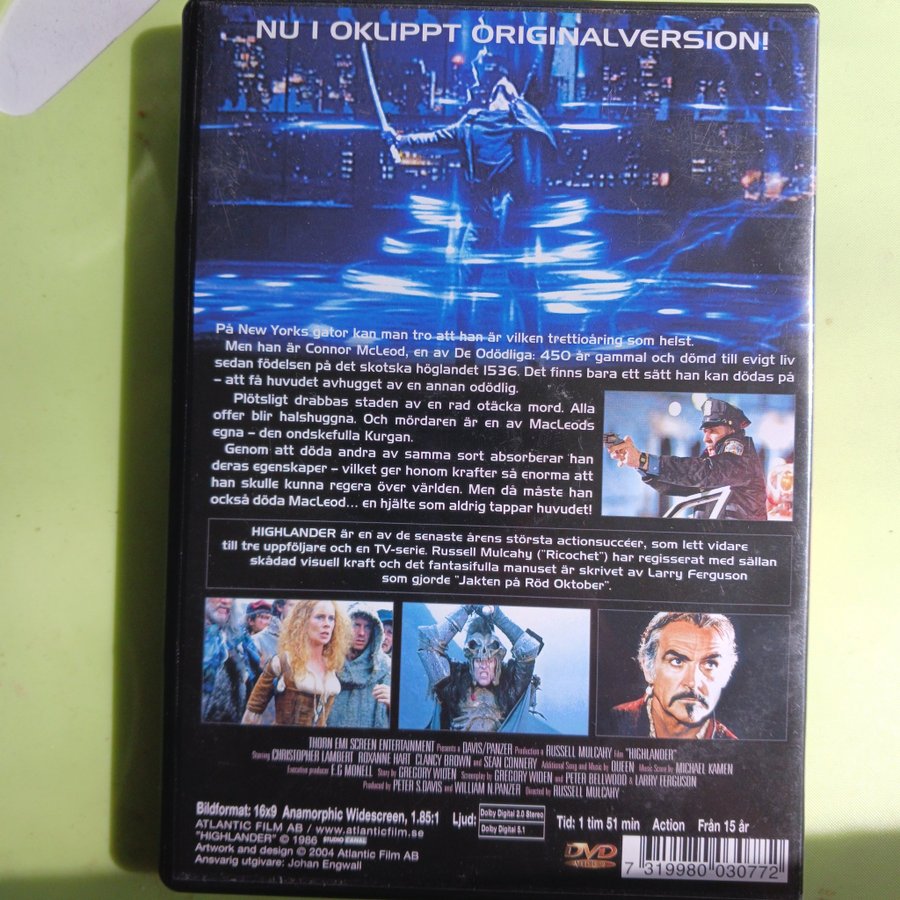 NU I OKLIPPT ORIGINALVERSION!
På New Yorks gator kan man tro att han är vilken trettioåring som helst.
Men han är Connor McLeod, en av De Odödliga: 450 år gammal och dömd till evigt liv
sedan födelsen på det skotska höglandet 1536. Det finns bara ett sätt han kan dödas på
– att få huvudet avhugget av en annan odödlig.
Plötsligt drabbas staden av en rad otäcka mord. Alla
offer blir halshuggna. Och mördaren är en av MacLeods
egna – den ondskefulla Kurgan.
Genom att döda andra av samma sort absorberar han
deras egenskaper – vilket ger honom krafter så enorma att
han skulle kunna regera över världen. Men då måste han
också döda MacLeod... en hjälte som aldrig tappar huvudet!
HIGHLANDER är en av de senaste årens största actionsuccéer, som lett vidare
till tre uppföljare och en TV-serie. Russell Mulcahy ("Ricochet") har regisserat med sällan
skådad visuell kraft och det fantasifulla manuset är skrivet av Larry Ferguson
som gjorde "Jakten på Röd Oktober".
THORN EMI SCREEN ENTERTAINMENT Presents a DAVIS/PANZER Production a RUSSELL MULCAHY Film "HIGHLANDER"
Starring CHRISTOPHER LAMBERT ROXANNE HART CLANCY BROWN and SEAN CONNERY Additional Song and Music by QUEEN Music Score by MICHAEL KAMEN
Executive producer E.G MONELL Story by GREGORY WIDEN Screenplay by GREGORY WIDEN and PETER BELLWOOD & LARRY FERGUSON
Produced by PETER S.DAVIS and WILLIAM N.PANZER Directed by RUSSELL MULCAHY
Bildformat: 16x9 Anamorphic Widescreen, 1.85:1 Ljud: Dolby Digital 2.0 Stereo Dolby Digital 5.1 Tid: 1 tim 51 min Action Från 15 år
ATLANTIC FILM AB / www.atlanticfilm.se
"HIGHLANDER" © 1986 STUDIO CANAL
Artwork and design © 2004 Atlantic Film AB
Ansvarig utgivare: Johan Engwall
DVD VIDEO
7 319980 030772